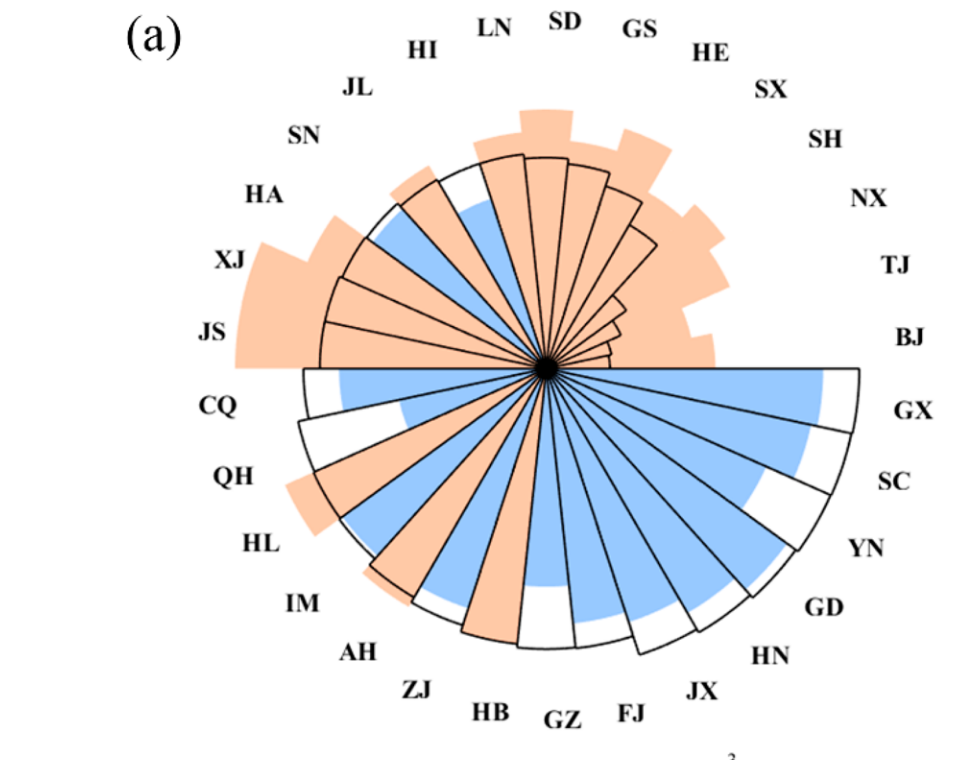 (a)
LN SD GS
HI HE
JL SX
SN SH
HA NX
XJ TJ
JS BJ
CQ GX
QH SC
HL YN
IM GD
AH HN
ZJ JX
HB GZ FJ
3